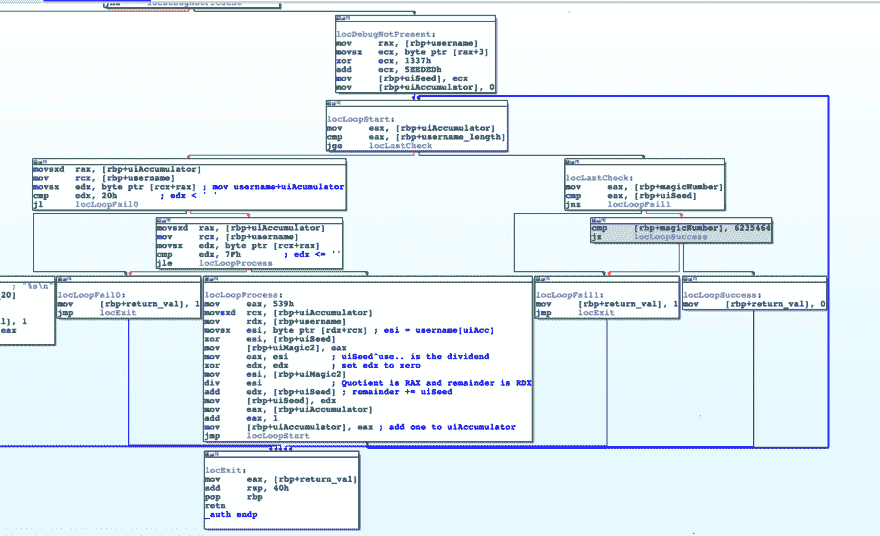 locDebugNotPresent:
mov rax, [rbp+username]
movsx ecx, byte ptr [rax+3]
xor ecx, 1337h
add ecx, 5EEDEDh
mov [rbp+uiSeed], ecx
mov [rbp+uiAccumulator], 0
locLoopStart:
mov eax, [rbp+uiAccumulator]
cmp eax, [rbp+username_length]
jge locLastCheck
movsxd rax, [rbp+uiAccumulator]
mov rcx, [rbp+username]
movsx edx, byte ptr [rcx+rax] ; mov username+uiAcumulator
cmp edx, 20h ; edx < ' '
jl locLoopFail0
locLastCheck:
mov eax, [rbp+magicNumber]
cmp eax, [rbp+uiSeed]
jnz locLoopFail1
movsxd rax, [rbp+uiAccumulator]
mov rcx, [rbp+username]
movsx edx, byte ptr [rcx+rax]
cmp edx, 7Fh ; edx <= ''
jle locLoopProcess
cmp [rbp+magicNumber], 6235464
jz locLoopSuccess
; "%s\n"
20]
l], 1
eax
locLoopFail0:
mov [rbp+return_val], 1
jmp locExit
locLoopProcess:
mov eax, 539h
movsxd rcx, [rbp+uiAccumulator]
mov rdx, [rbp+username]
movsx esi, byte ptr [rdx+rcx] ; esi = username[uiAcc]
xor esi, [rbp+uiSeed]
mov [rbp+uiMagic2], eax
mov eax, esi ; uiSeed^use.. is the dividend
xor edx, edx ; set edx to zero
mov esi, [rbp+uiMagic2]
div esi ; Quotient is RAX and remainder is RDX
add edx, [rbp+uiSeed] ; remainder += uiSeed
mov [rbp+uiSeed], edx
mov eax, [rbp+uiAccumulator]
add eax, 1
mov [rbp+uiAccumulator], eax ; add one to uiAccumulator
jmp locLoopStart
locLoopFail1:
mov [rbp+return_val], 1
jmp locExit
locLoopSuccess:
mov [rbp+return_val], 0
locExit:
mov eax, [rbp+return_val]
add rsp, 40h
pop rbp
retn
_auth endp